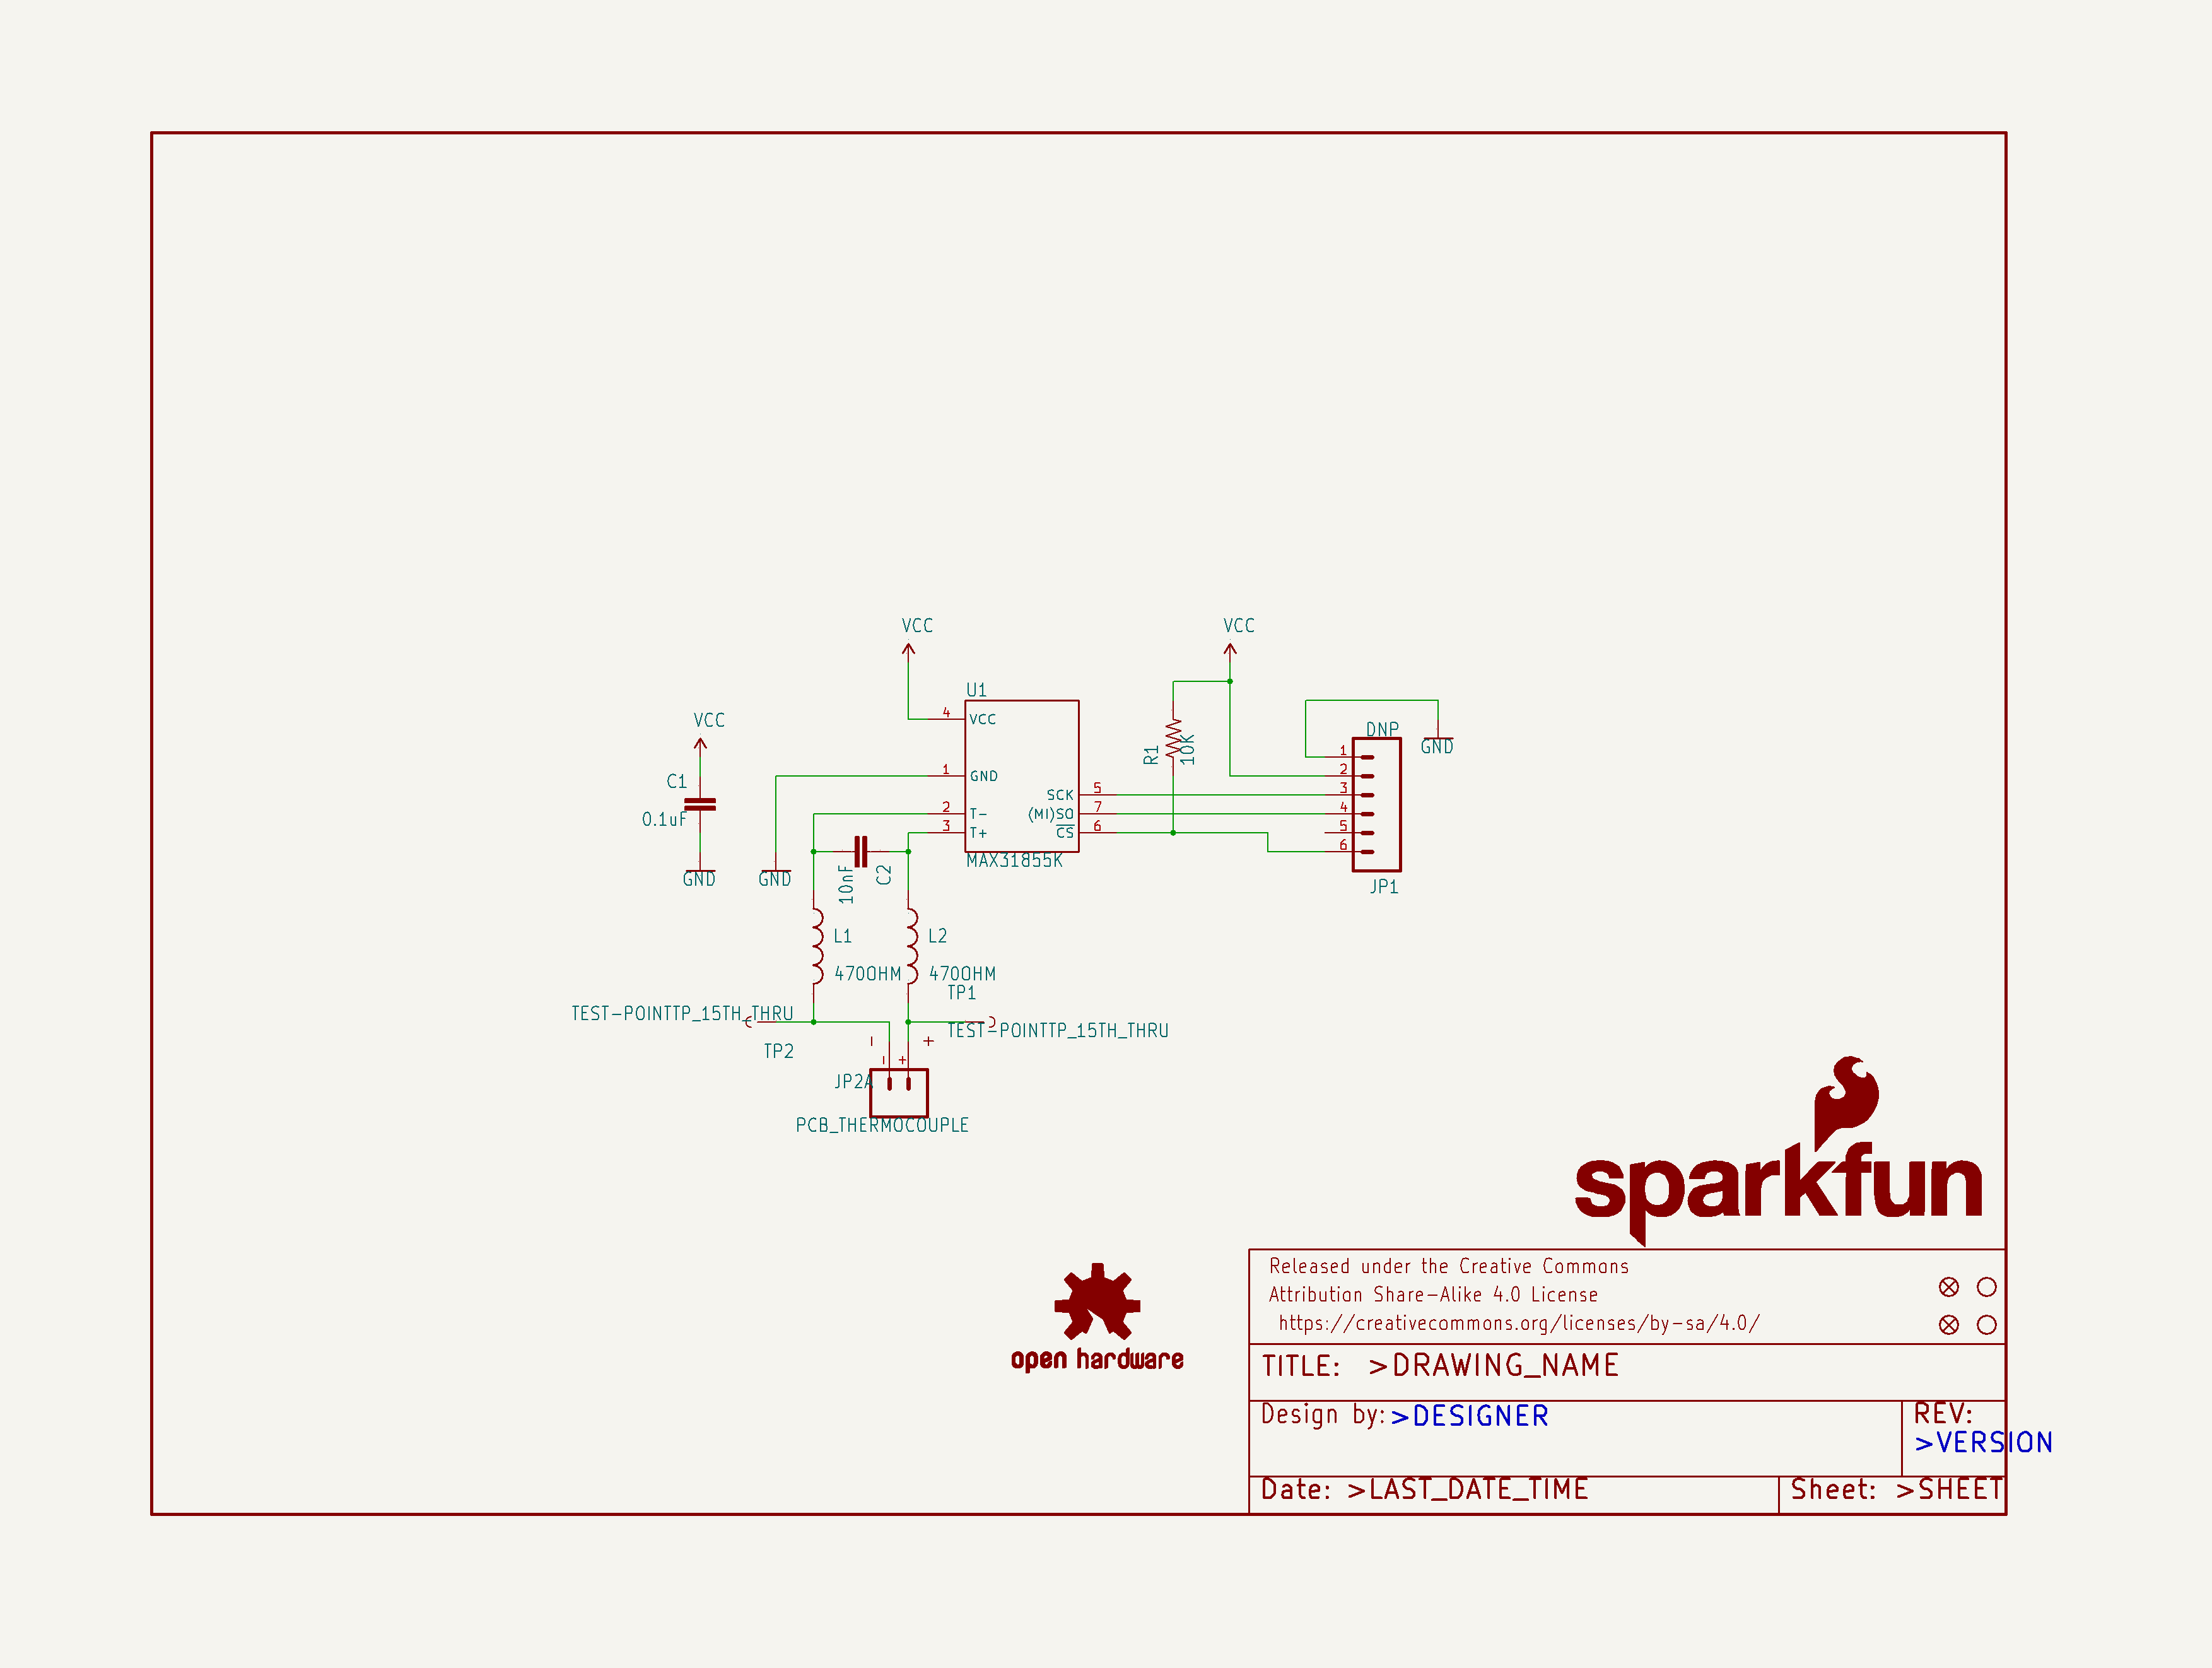 VCC
VCC
U1
4
VCC
VCC
DNP
GND
R1
10K
1
2
3
4
5
6
JP1
1
GND
C1
0.1uF
GND
GND
SCK
5
2
T-
(MI)SO
7
3
T+
CS
6
MAX31855K
10nF
C2
L1
470OHM
L2
470OHM
TP1
TEST-POINTTP_15TH_THRU
TEST-POINTTP_15TH_THRU
TP2
- +
- +
JP2A
PCB_THERMOCOUPLE
sparkfun
open hardware
Released under the Creative Commons
Attribution Share-Alike 4.0 License
https://creativecommons.org/licenses/by-sa/4.0/
TITLE: >DRAWING_NAME
Design by: >DESIGNER
REV:
>VERSION
Date: >LAST_DATE_TIME
Sheet: >SHEET